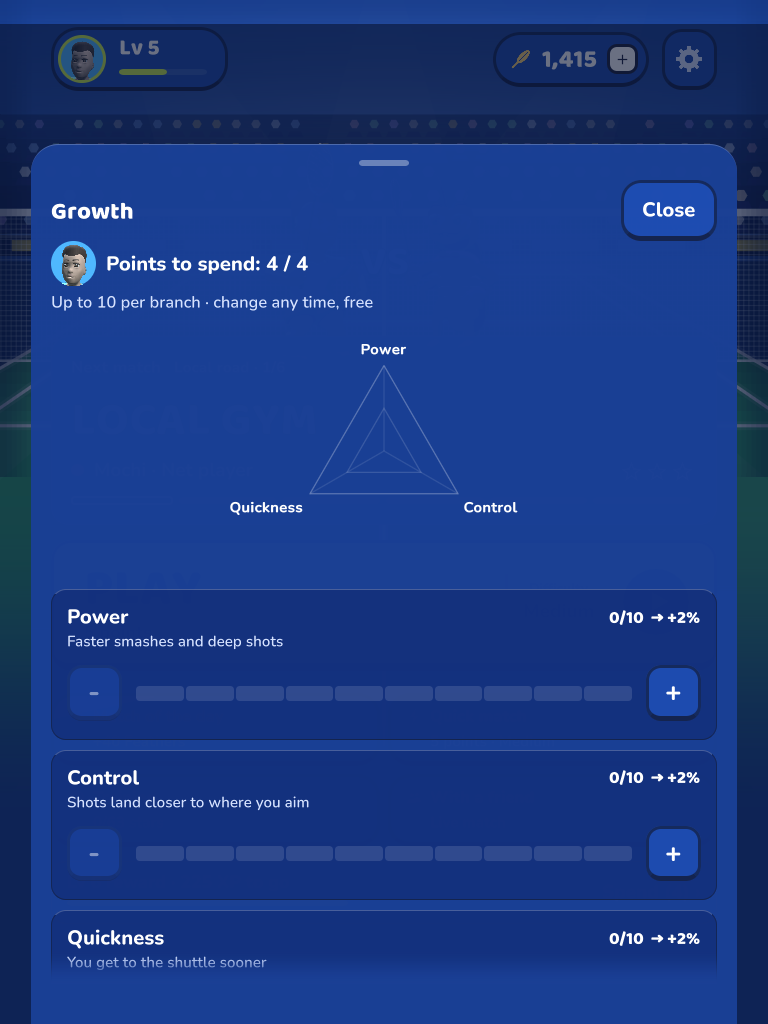 Lv 5
1,415
+
Growth
Close
Points to spend: 4 / 4
Up to 10 per branch · change any time, free
Power
LOCAL GYM
Quickness
Control
Power
0/10 → +2%
Faster smashes and deep shots
-
+
Control
0/10 → +2%
Shots land closer to where you aim
-
+
Quickness
0/10 → +2%
You get to the shuttle sooner